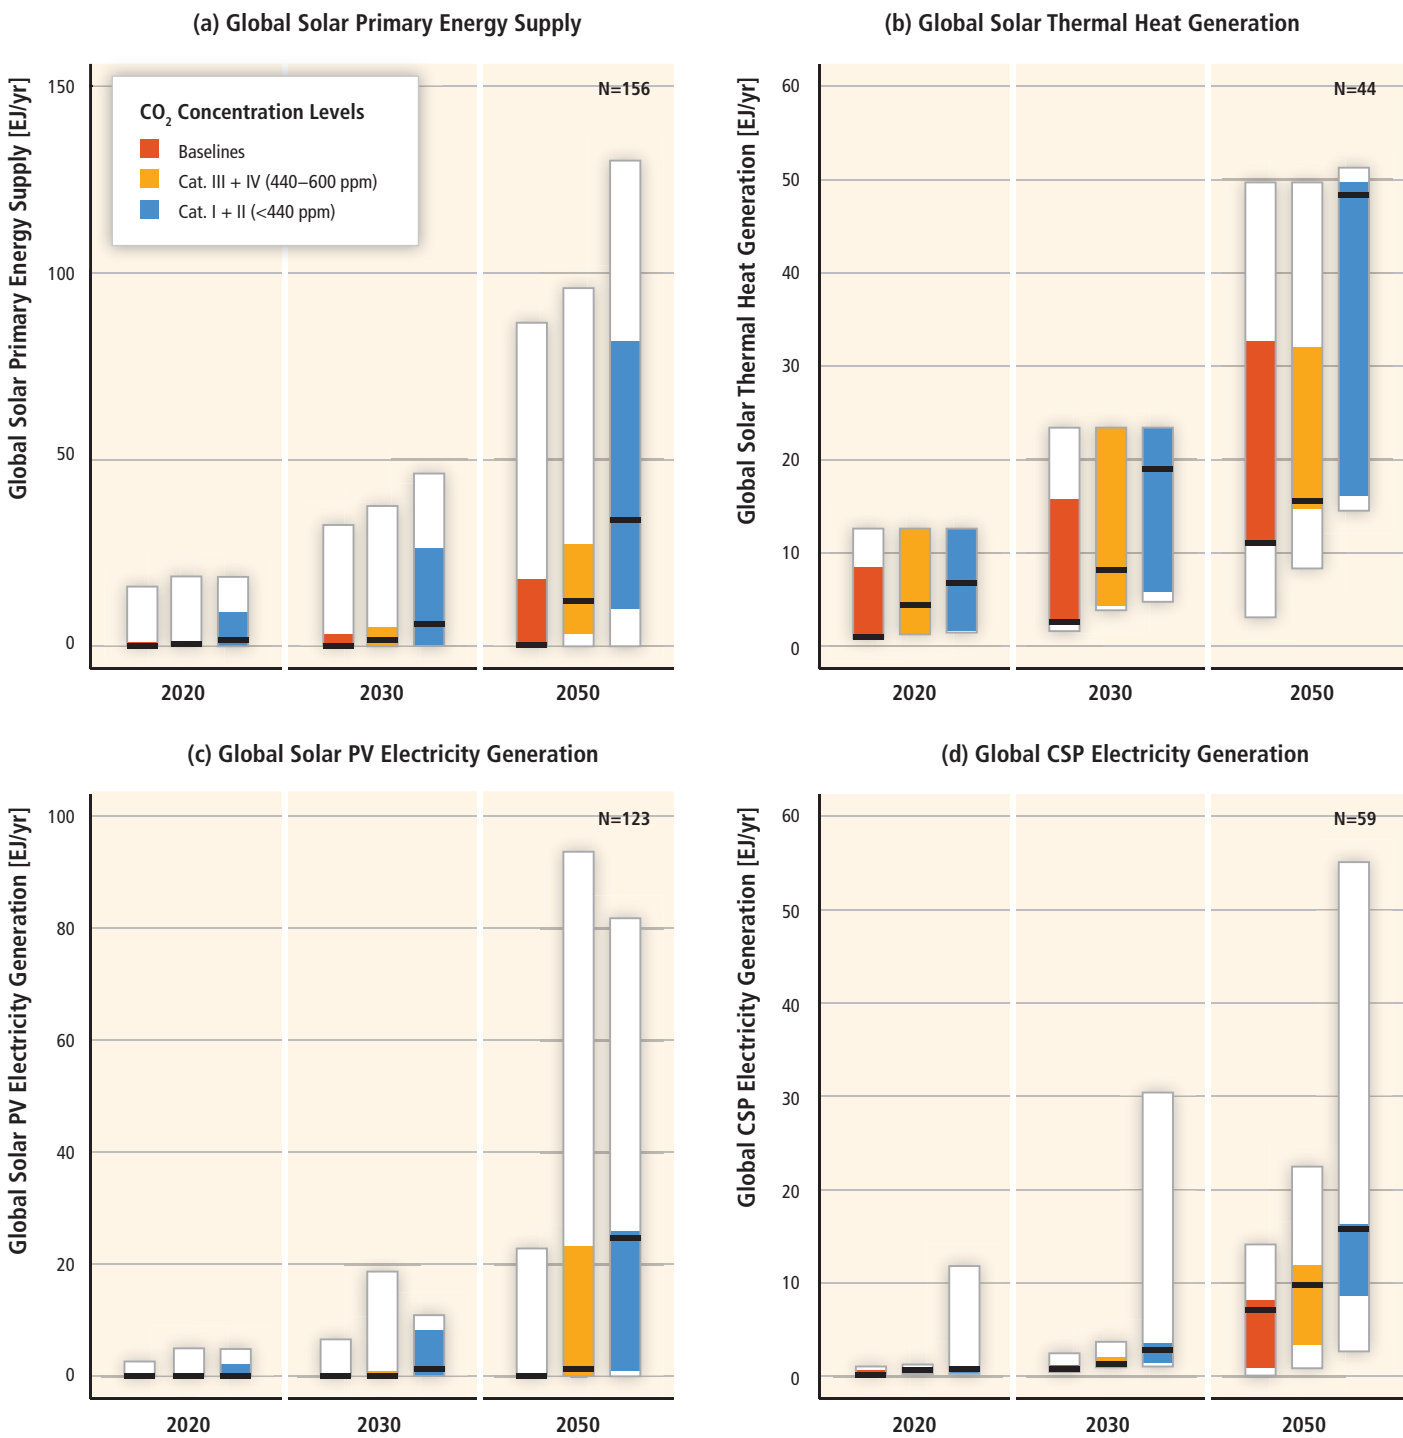 (a) Global Solar Primary Energy Supply
Global Solar Primary Energy Supply [EJ/yr]
150
100
50
0
N=156
CO2 Concentration Levels
Baselines
Cat. III + IV (440–600 ppm)
Cat. I + II (<440 ppm)
2020
2030
2050
(b) Global Solar Thermal Heat Generation
Global Solar Thermal Heat Generation [EJ/yr]
60
50
40
30
20
10
0
N=44
2020
2030
2050
(c) Global Solar PV Electricity Generation
Global Solar PV Electricity Generation [EJ/yr]
100
80
60
40
20
0
N=123
2020
2030
2050
(d) Global CSP Electricity Generation
Global CSP Electricity Generation [EJ/yr]
60
50
40
30
20
10
0
N=59
2020
2030
2050